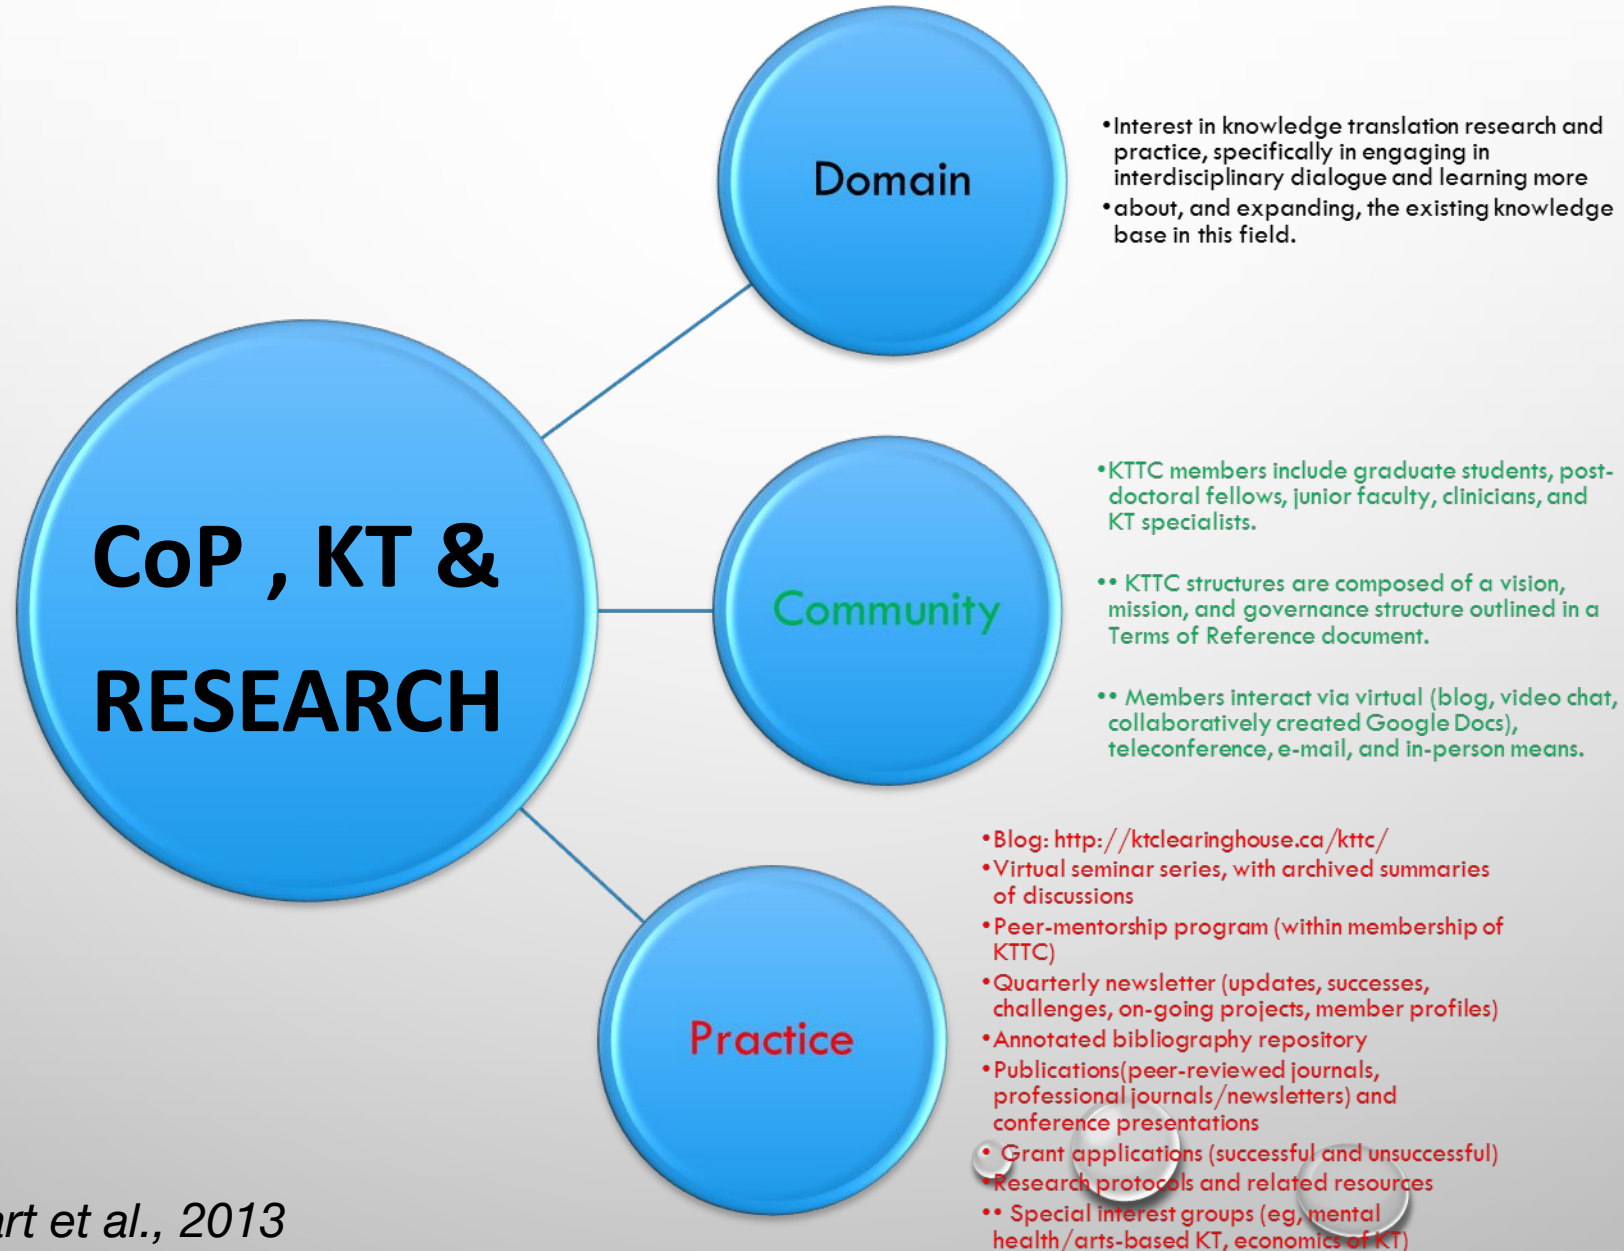 CoP , KT &
RESEARCH
Domain
•Interest in knowledge translation research and
practice, specifically in engaging in
interdisciplinary dialogue and learning more
•about, and expanding, the existing knowledge
base in this field.
Community
•KTTC members include graduate students, post-
doctoral fellows, junior faculty, clinicians, and
KT specialists.
•• KTTC structures are composed of a vision,
mission, and governance structure outlined in a
Terms of Reference document.
•• Members interact via virtual (blog, video chat,
collaboratively created Google Docs),
teleconference, e-mail, and in-person means.
Practice
•Blog: http://ktclearinghouse.ca/kttc/
•Virtual seminar series, with archived summaries
of discussions
•Peer-mentorship program (within membership of
KTTC)
•Quarterly newsletter (updates, successes,
challenges, on-going projects, member profiles)
•Annotated bibliography repository
•Publications(peer-reviewed journals,
professional journals/newsletters) and
conference presentations
• Grant applications (successful and unsuccessful)
•Research protocols and related resources
•• Special interest groups (eg, mental
health/arts-based KT, economics of KT)
et al., 2013